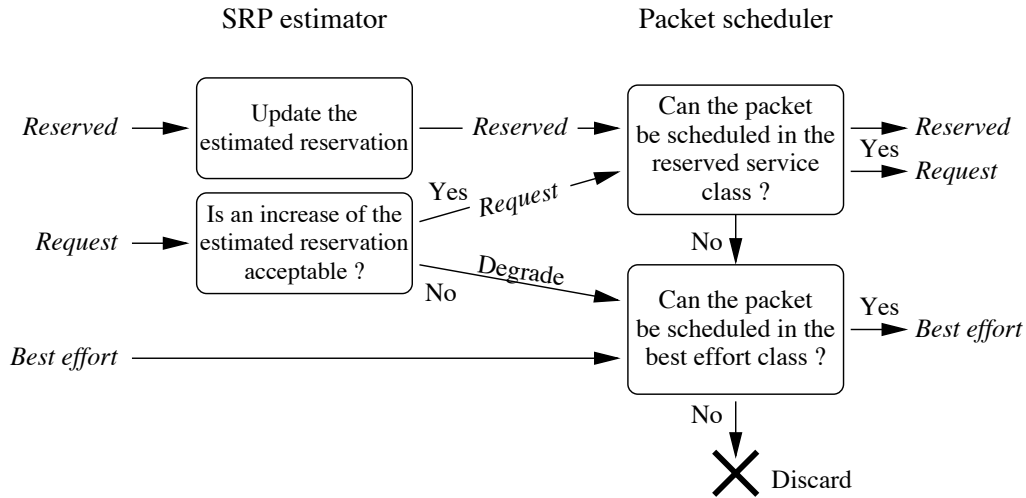 SRP estimator
Packet scheduler
Reserved
Update the
estimated reservation
Reserved
Can the packet
be scheduled in the
reserved service
class ?
Reserved
Yes
Request
Request
Is an increase of the
estimated reservation
acceptable ?
Yes
Request
No
Degrade
No
Best effort
Can the packet
be scheduled in the
best effort class ?
Yes
Best effort
No
Discard